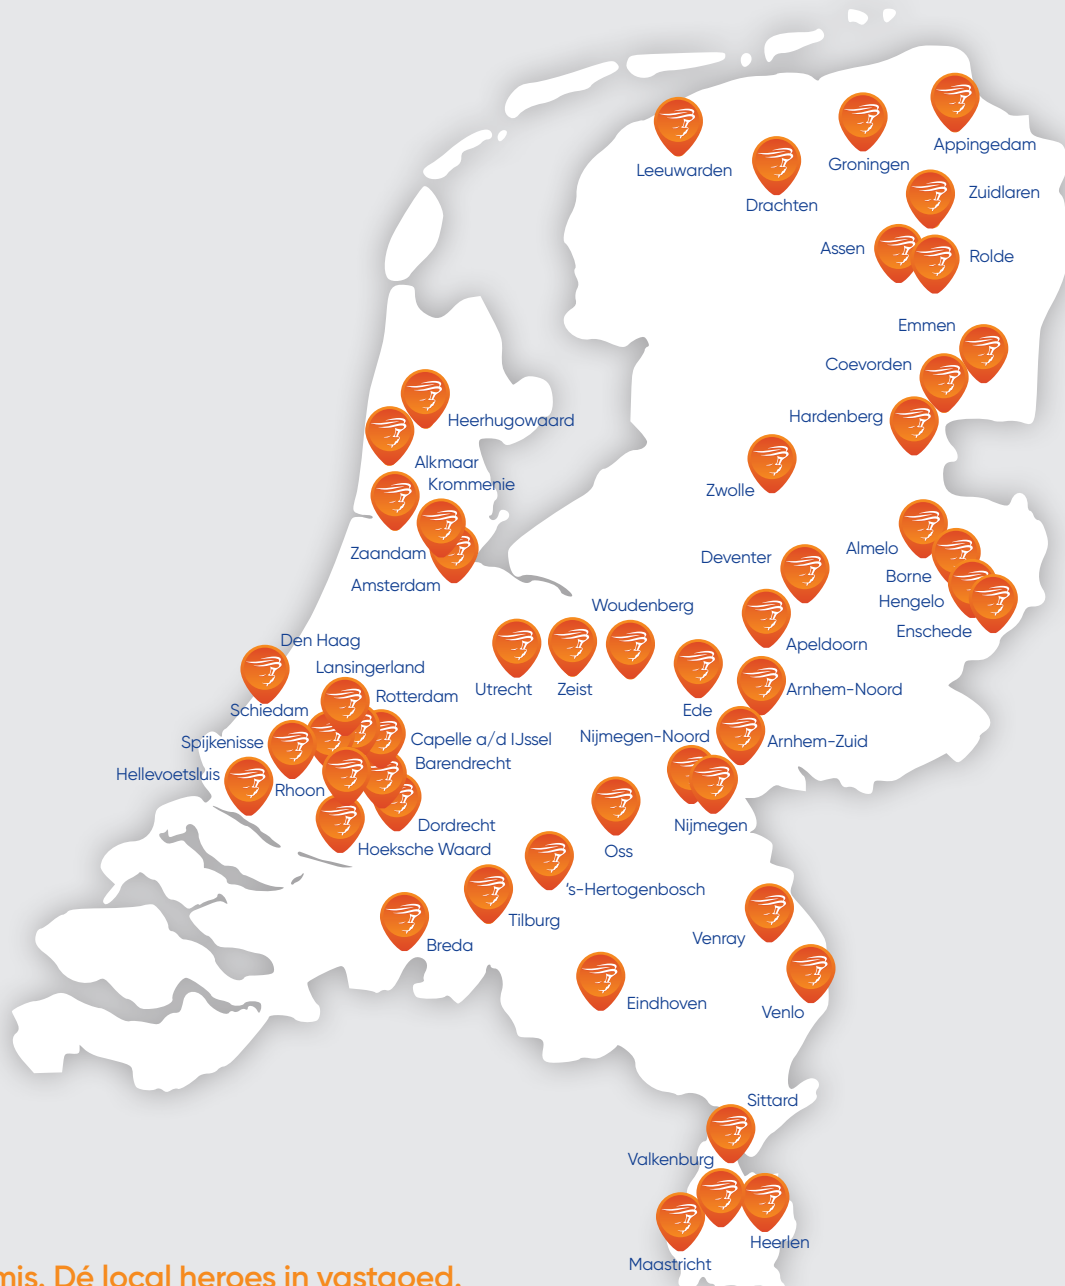 Appingedam
Leeuwarden
Groningen
Drachten
Zuidlaren
Assen
Rolde
Emmen
Coevorden
Hardenberg
Heerhugowaard
Alkmaar
Krommenie
Zwolle
Zaandam
Amsterdam
Deventer
Almelo
Borne
Hengelo
Enschede
Woudenberg
Apeldoorn
Den Haag
Lansingerland
Utrecht
Zeist
Arnhem-Noord
Rotterdam
Schiedam
Ede
Spijkenisse
Capelle a/d IJssel
Nijmegen-Noord
Arnhem-Zuid
Barendrecht
Hellevoetsluis
Rhoon
Dordrecht
Nijmegen
Hoeksche Waard
Oss
's-Hertogenbosch
Tilburg
Breda
Venray
Eindhoven
Venlo
Sittard
Valkenburg
Heerlen
Maastricht
Dé local heroes in vastgoed.